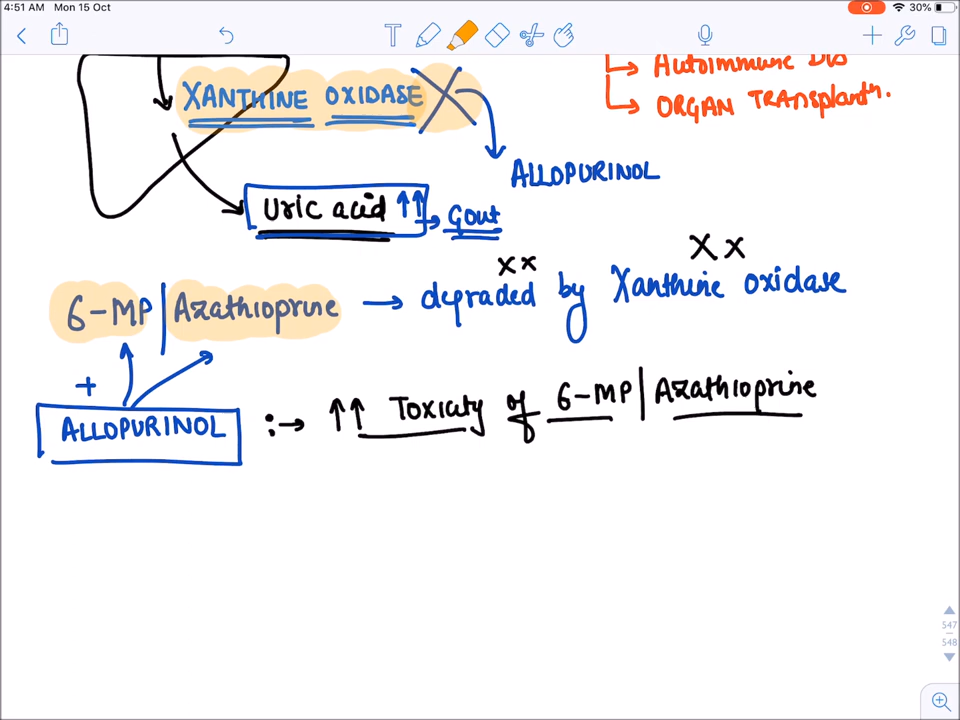 4:51 AM Mon 15 Oct
30%
T
Autoimmune Dis
XANTHINE OXIDASE
ORGAN TRANsplantn.
ALLOPURINOL
Uric acid ↑↑ → Gout
xx
Xx
6-MP | Azathioprine → degraded by Xanthine oxidase
+
ALLOPURINOL :→ ↑↑ Toxicaty of 6-MP | Azathioprine
547
548